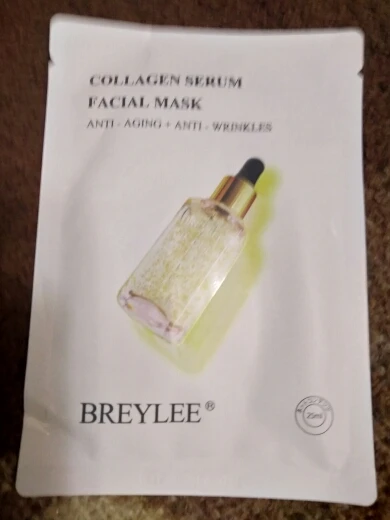 COLLAGEN SERUM
FACIAL MASK
ANTI - AGING + ANTI - WRINKLES
BREYLEE®
25ml